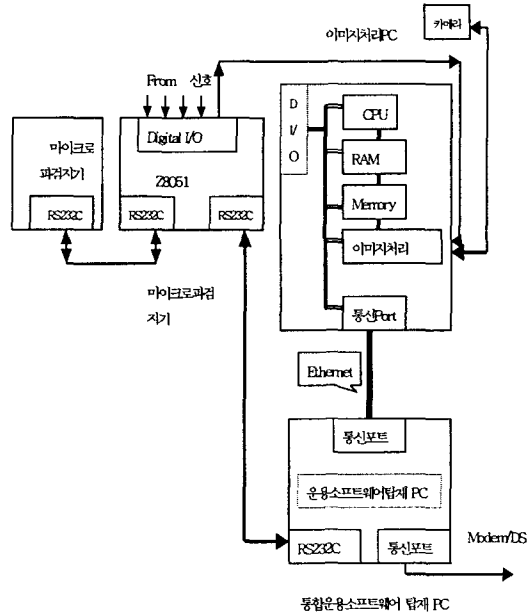 카메라
이미지처리PC
From 신호
D
I/
O
CPU
RAM
Memory
이미지처리
통신Port
마이크로
파검지기
RS232C
Digital I/O
Z8051
RS232C
RS232C
마이크로파검
지기
Ethernet
통신포트
운용소프트웨어탑재 PC
RS232C
통신포트
Modem/DS
통합운용소프트웨어 탑재 PC